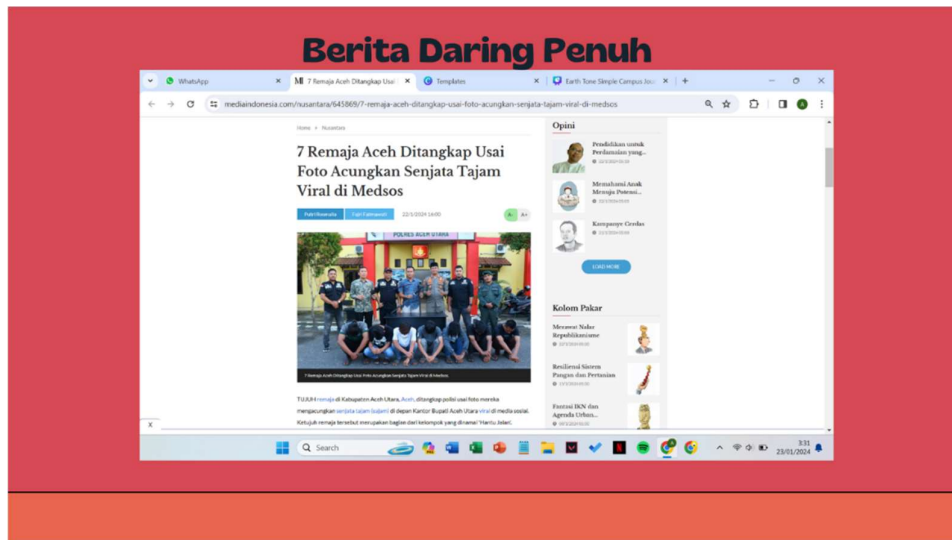 Berita Daring Penuh
WhatsApp
7 Remaja Aceh Ditangkap Usai
Templates
Earth Tone Simple Campus
mediaindonesia.com/nusantara/645869/7-remaja-aceh-ditangkap-usai-foto-acungkan-senjata-tajam-viral-di-medsos
Home > Nusantara
7 Remaja Aceh Ditangkap Usai
Foto Acungkan Senjata Tajam
Viral di Medsos
22/1/2024 16:00
A- A+
POLRES ACEH UTARA
7 Remaja Aceh Ditangkap Usai Foto Acungkan Senjata Tajam Viral di Medsos.
TUJUH remaja di Kabupaten Aceh Utara, Aceh, ditangkap polisi usai foto mereka
mengacungkan senjata tajam (sajam) di depan Kantor Bupati Aceh Utara viral di media sosial.
Ketujuh remaja tersebut merupakan bagian dari kelompok yang dinamai 'Hantu Jalan'.
Opini
Pendidikan untuk
Perdamaian yang...
Memahami Anak
Menuju Potensi...
Kampanye Cerdas
LOAD MORE
Kolom Pakar
Merawat Nalar
Republikanisme
Resiliensi Sistem
Pangan dan Pertanian
Fantasi IKN dan
Agenda Urban...
X
Search
3:31
23/01/2024